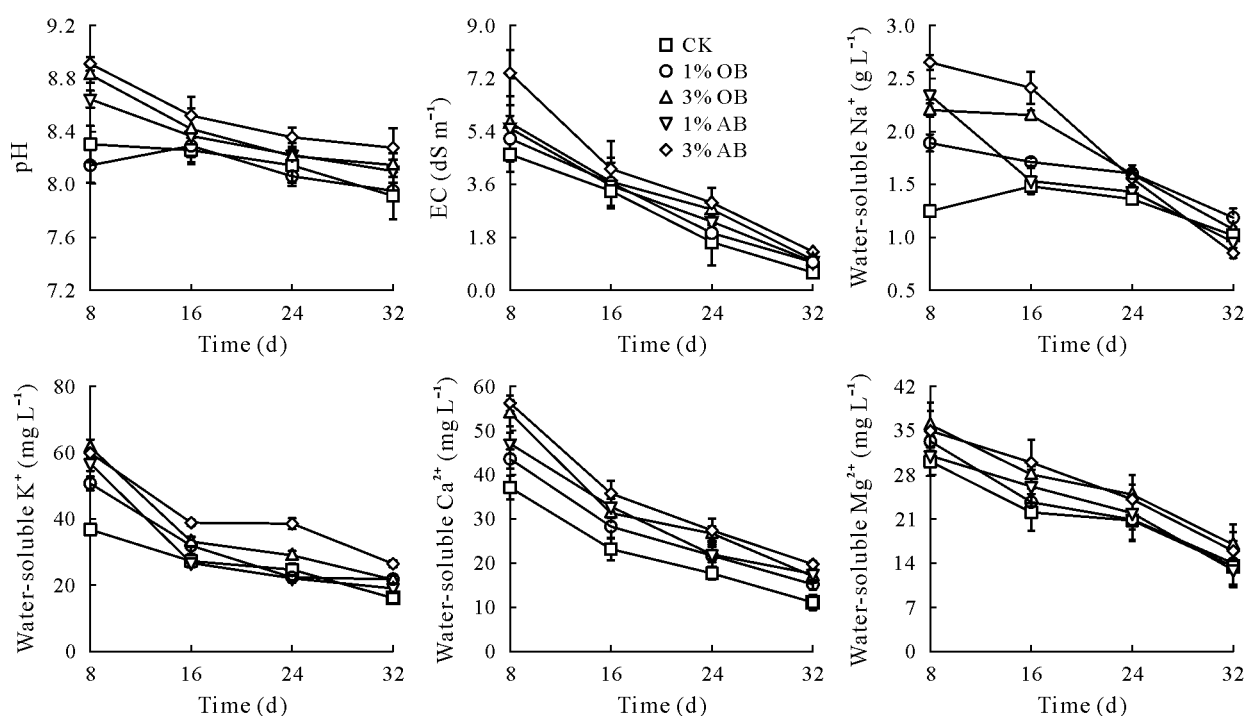 pH
9.2
8.8
8.4
8.0
7.6
7.2
8 16 24 32
Time (d)
EC (dS m⁻¹)
9.0
7.2
5.4
3.6
1.8
0.0
8 16 24 32
Time (d)
CK
1% OB
3% OB
1% AB
3% AB
Water-soluble Na⁺ (g L⁻¹)
3.0
2.5
2.0
1.5
1.0
0.5
8 16 24 32
Time (d)
Water-soluble K⁺ (mg L⁻¹)
80
60
40
20
0
8 16 24 32
Time (d)
Water-soluble Ca²⁺ (mg L⁻¹)
60
50
40
30
20
10
0
8 16 24 32
Time (d)
Water-soluble Mg²⁺ (mg L⁻¹)
42
35
28
21
14
7
0
8 16 24 32
Time (d)